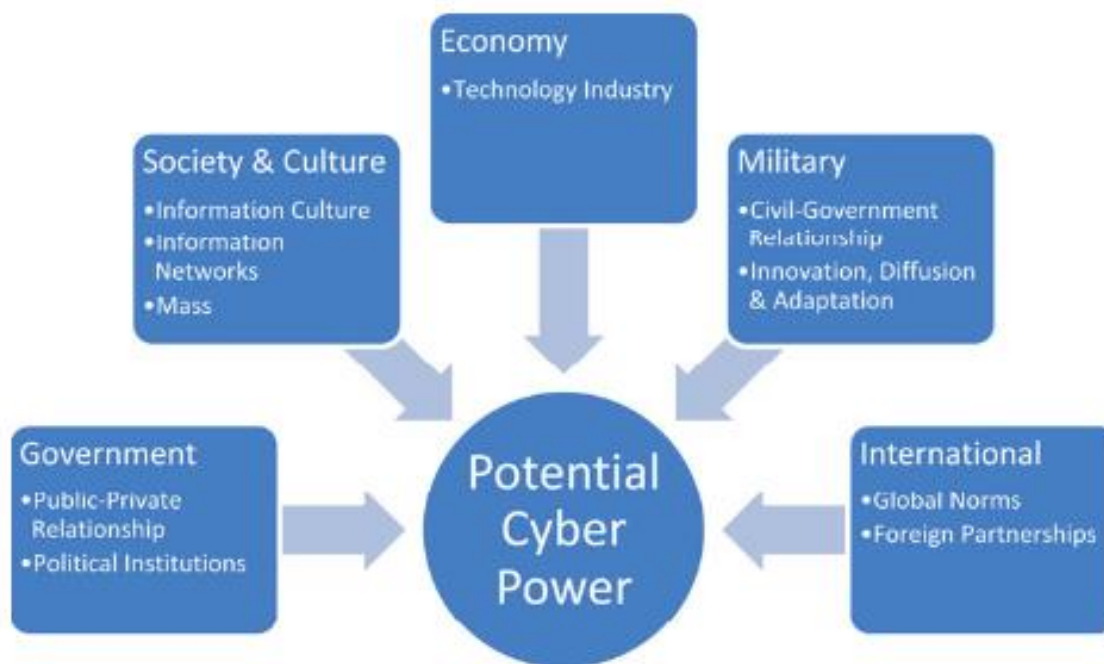 Economy
•Technology Industry
Society & Culture
•Information Culture
•Information
Networks
•Mass
Military
•Civil-Government
Relationship
•Innovation, Diffusion
& Adaptation
Government
•Public-Private
Relationship
•Political Institutions
Potential
Cyber
Power
International
•Global Norms
•Foreign Partnerships